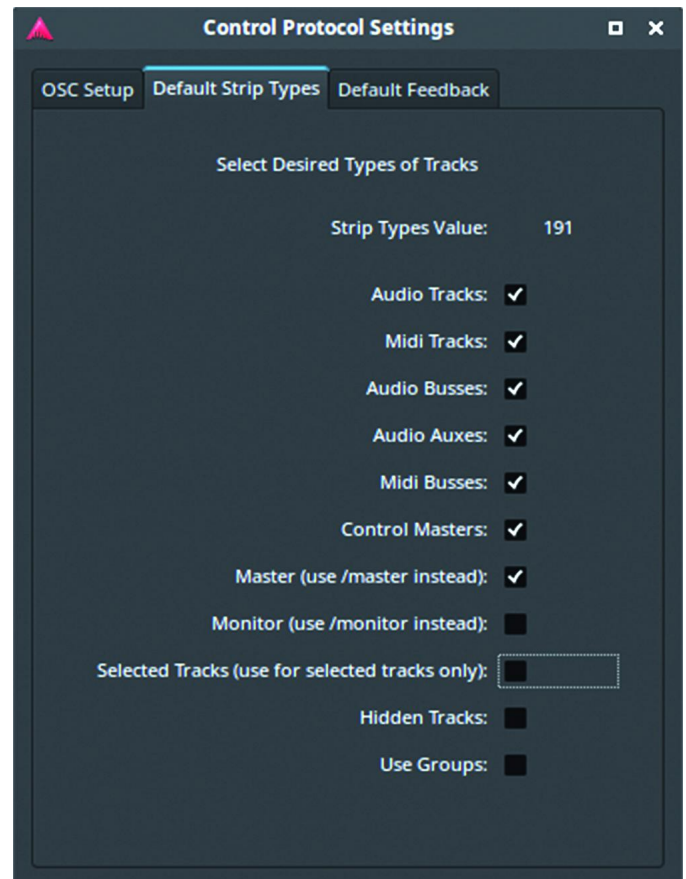 Control Protocol Settings
OSC Setup Default Strip Types Default Feedback
Select Desired Types of Tracks
Strip Types Value: 191
Audio Tracks:
Midi Tracks:
Audio Busses:
Audio Auxes:
Midi Busses:
Control Masters:
Master (use /master instead):
Monitor (use /monitor instead):
Selected Tracks (use for selected tracks only):
Hidden Tracks:
Use Groups: